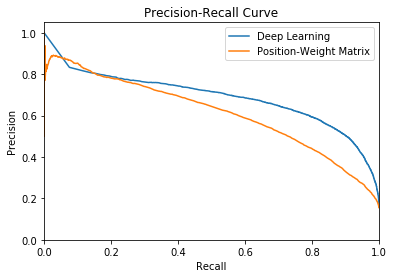 Precision-Recall Curve
Deep Learning
Position-Weight Matrix
Precision
1.0
0.8
0.6
0.4
0.2
0.0
0.0 0.2 0.4 0.6 0.8 1.0
Recall